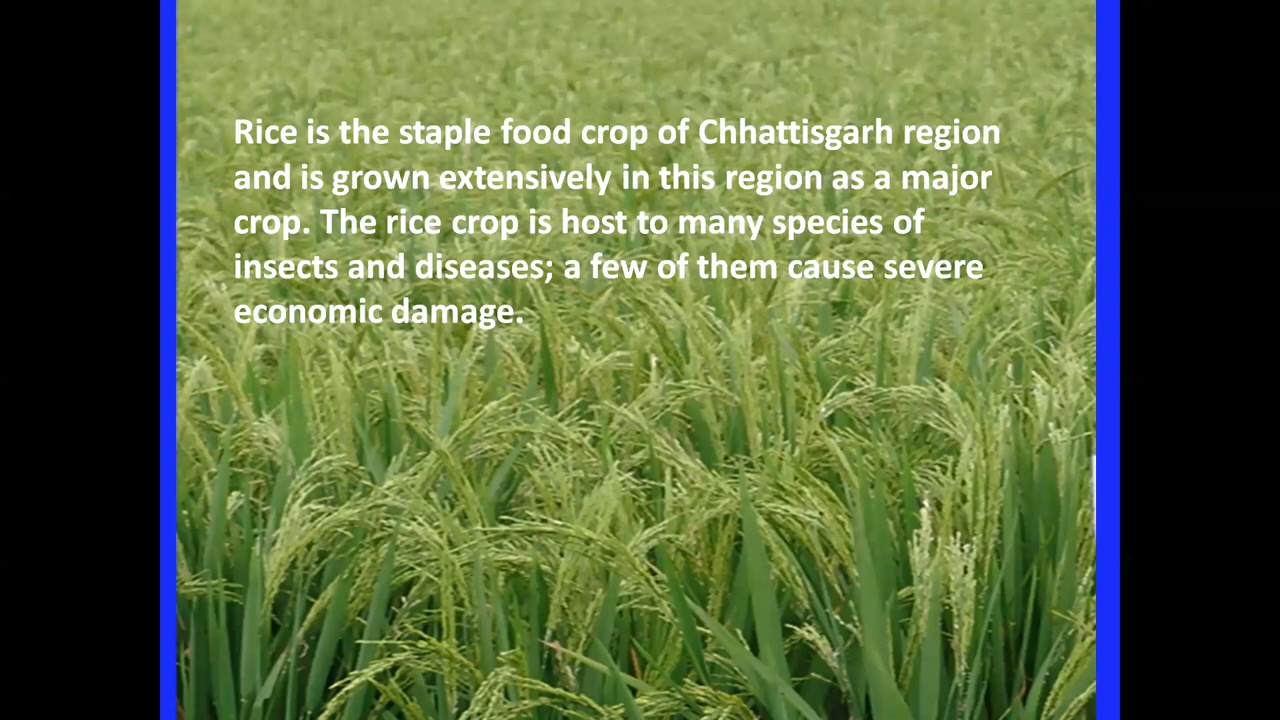 Rice is the staple food crop of Chhattisgarh region
and is grown extensively in this region as a major
crop. The rice crop is host to many species of
insects and diseases; a few of them cause severe
economic damage.